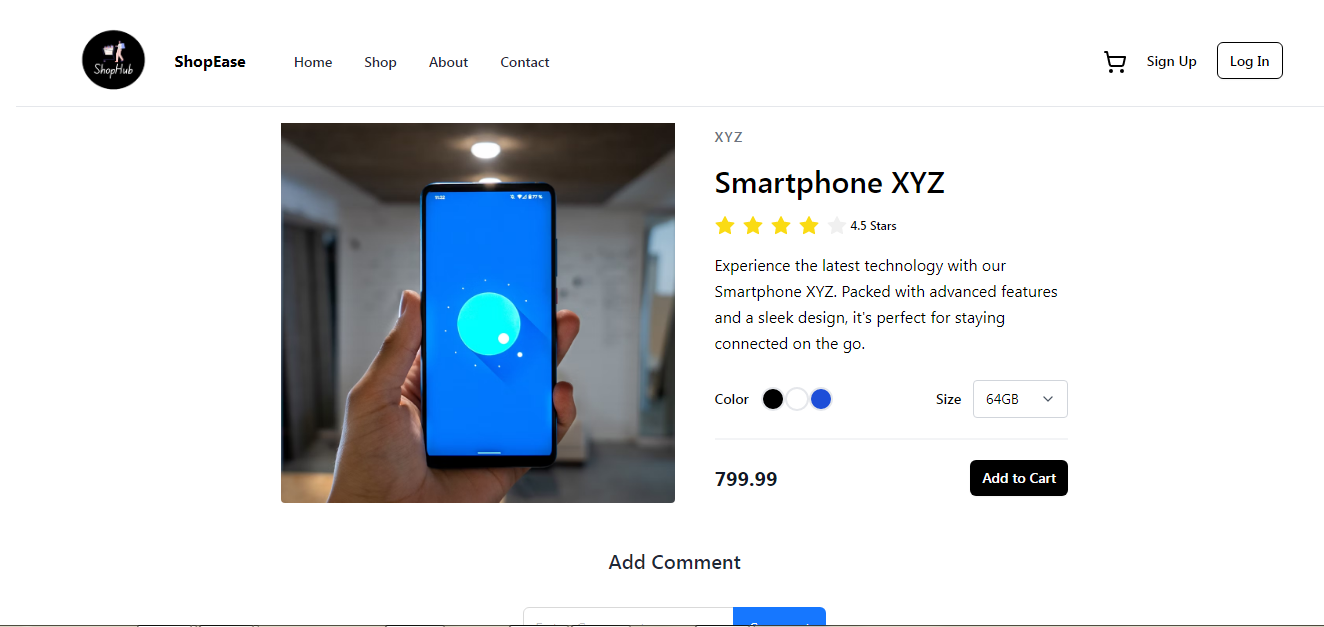 ShopHub
ShopEase
Home
Shop
About
Contact
Sign Up
Log In
XYZ
Smartphone XYZ
4.5 Stars
Experience the latest technology with our
Smartphone XYZ. Packed with advanced features
and a sleek design, it's perfect for staying
connected on the go.
Color
Size
64GB
799.99
Add to Cart
Add Comment